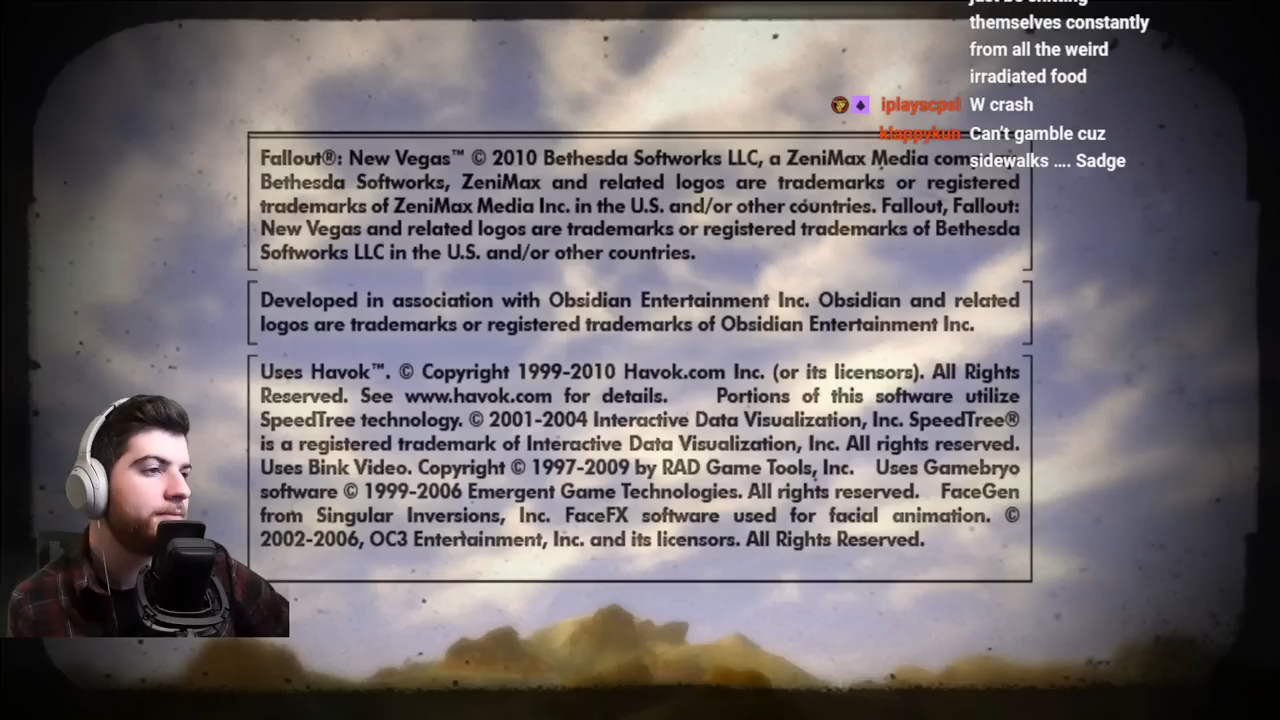 themselves constantly
from all the weird
irradiated food
iplayscpsl W crash
klappykun Can't gamble cuz
sidewalks .... Sadge
Fallout®: New Vegas™ © 2010 Bethesda Softworks LLC, a ZeniMax Media
Bethesda Softworks, ZeniMax and related logos are trademarks or registered
trademarks of ZeniMax Media Inc. in the U.S. and/or other countries. Fallout, Fallout:
New Vegas and related logos are trademarks or registered trademarks of Bethesda
Softworks LLC in the U.S. and/or other countries.
Developed in association with Obsidian Entertainment Inc. Obsidian and related
logos are trademarks or registered trademarks of Obsidian Entertainment Inc.
Uses Havok™. © Copyright 1999-2010 Havok.com Inc. (or its licensors). All Rights
Reserved. See www.havok.com for details. Portions of this software utilize
SpeedTree technology. © 2001-2004 Interactive Data Visualization, Inc. SpeedTree®
is a registered trademark of Interactive Data Visualization, Inc. All rights reserved.
Uses Bink Video. Copyright © 1997-2009 by RAD Game Tools, Inc. Uses Gamebryo
software © 1999-2006 Emergent Game Technologies. All rights reserved. FaceGen
from Singular Inversions, Inc. FaceFX software used for facial animation. ©
2002-2006, OC3 Entertainment, Inc. and its licensors. All Rights Reserved.